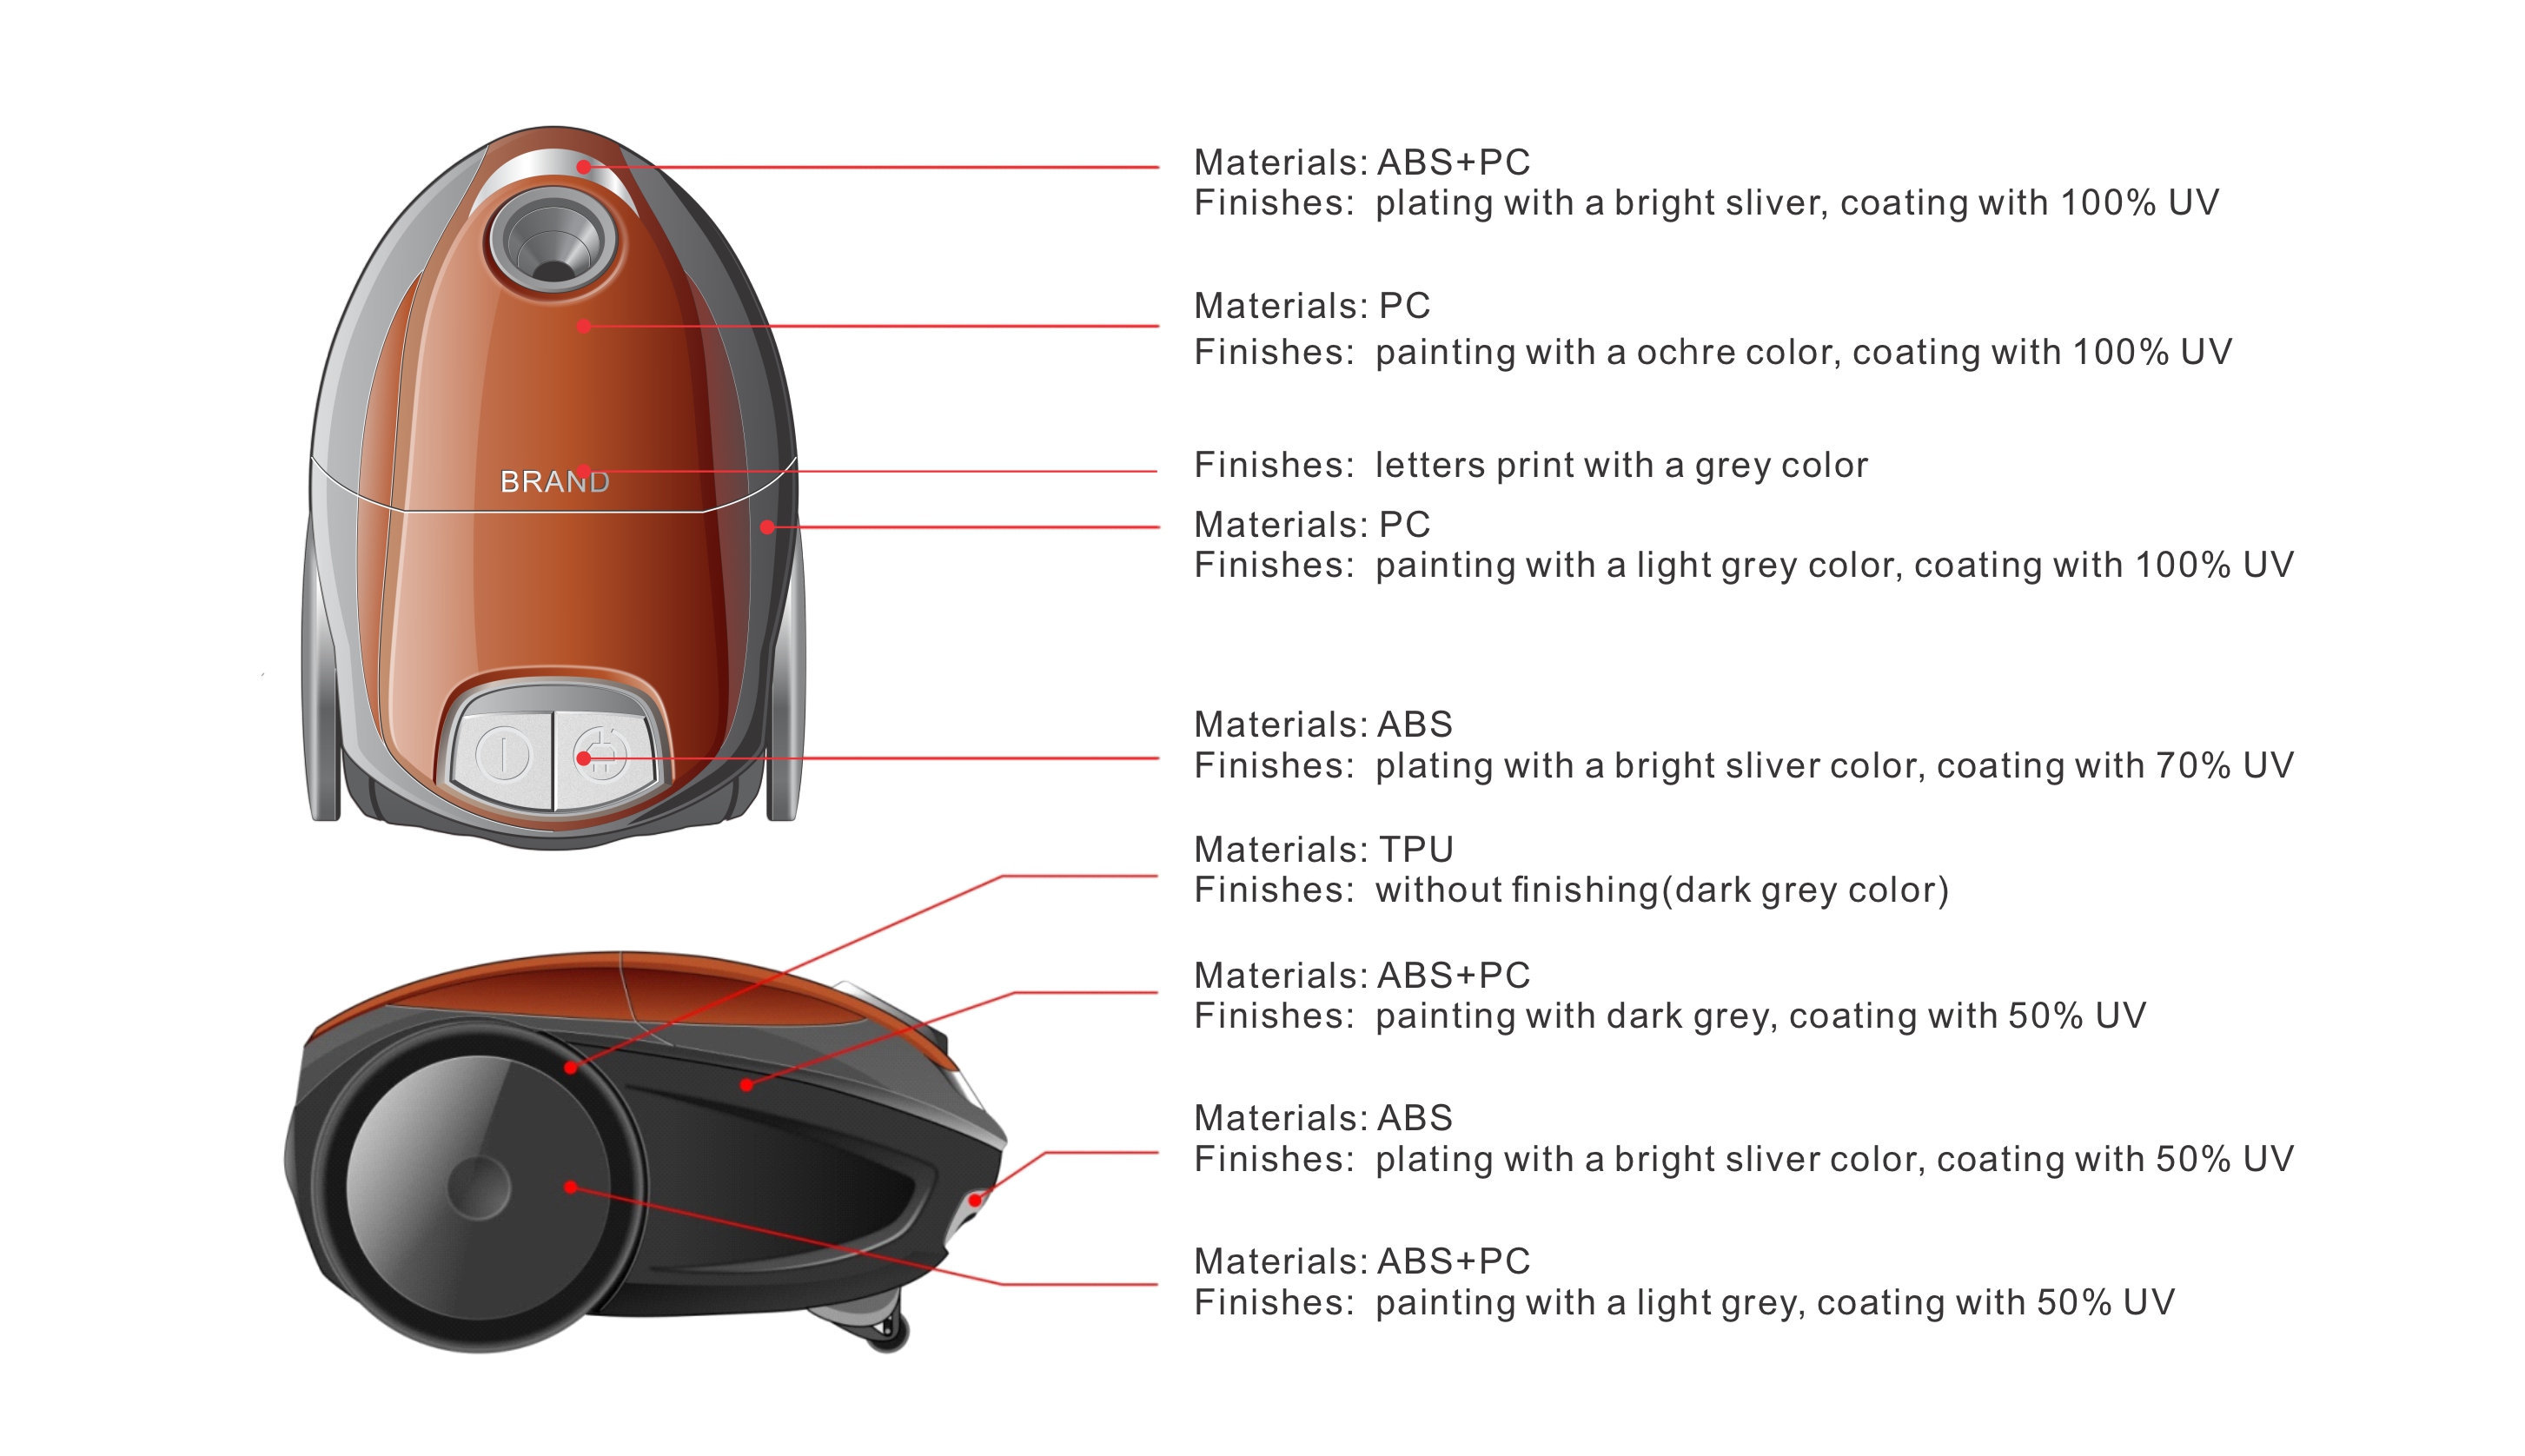 Materials: ABS+PC
Finishes: plating with a bright sliver, coating with 100% UV
Materials: PC
Finishes: painting with a ochre color, coating with 100% UV
BRAND
Finishes: letters print with a grey color
Materials: PC
Finishes: painting with a light grey color, coating with 100% UV
Materials: ABS
Finishes: plating with a bright sliver color, coating with 70% UV
Materials: TPU
Finishes: without finishing(dark grey color)
Materials: ABS+PC
Finishes: painting with dark grey, coating with 50% UV
Materials: ABS
Finishes: plating with a bright sliver color, coating with 50% UV
Materials: ABS+PC
Finishes: painting with a light grey, coating with 50% UV